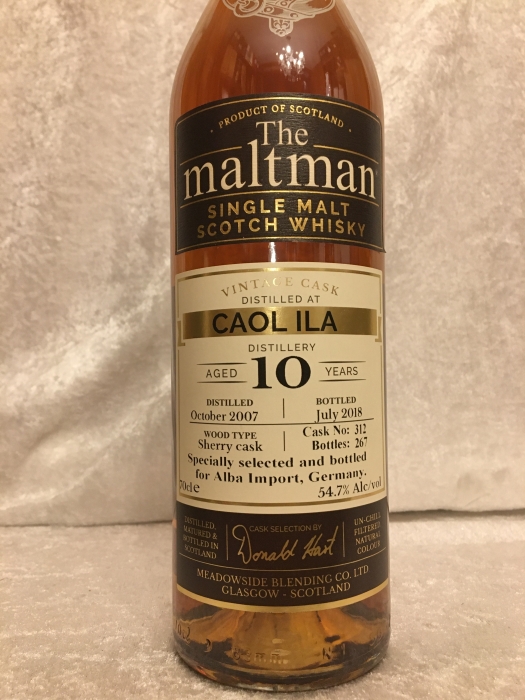 · PRODUCT OF SCOTLAND ·
The
maltman
SINGLE MALT
SCOTCH WHISKY
VINTAGE CASK
DISTILLED AT
CAOL ILA
DISTILLERY
AGED 10 YEARS
DISTILLED
October 2007
BOTTLED
July 2018
WOOD TYPE
Sherry cask
Cask No: 312
Bottles: 267
Specially selected and bottled
for Alba Import, Germany.
70cl e
54.7% Alc/vol
DISTILLED,
MATURED &
BOTTLED IN
SCOTLAND
CASK SELECTION BY
Donald Hart
UN-CHILL
FILTERED
NATURAL
COLOUR
MEADOWSIDE BLENDING CO. LTD
GLASGOW - SCOTLAND